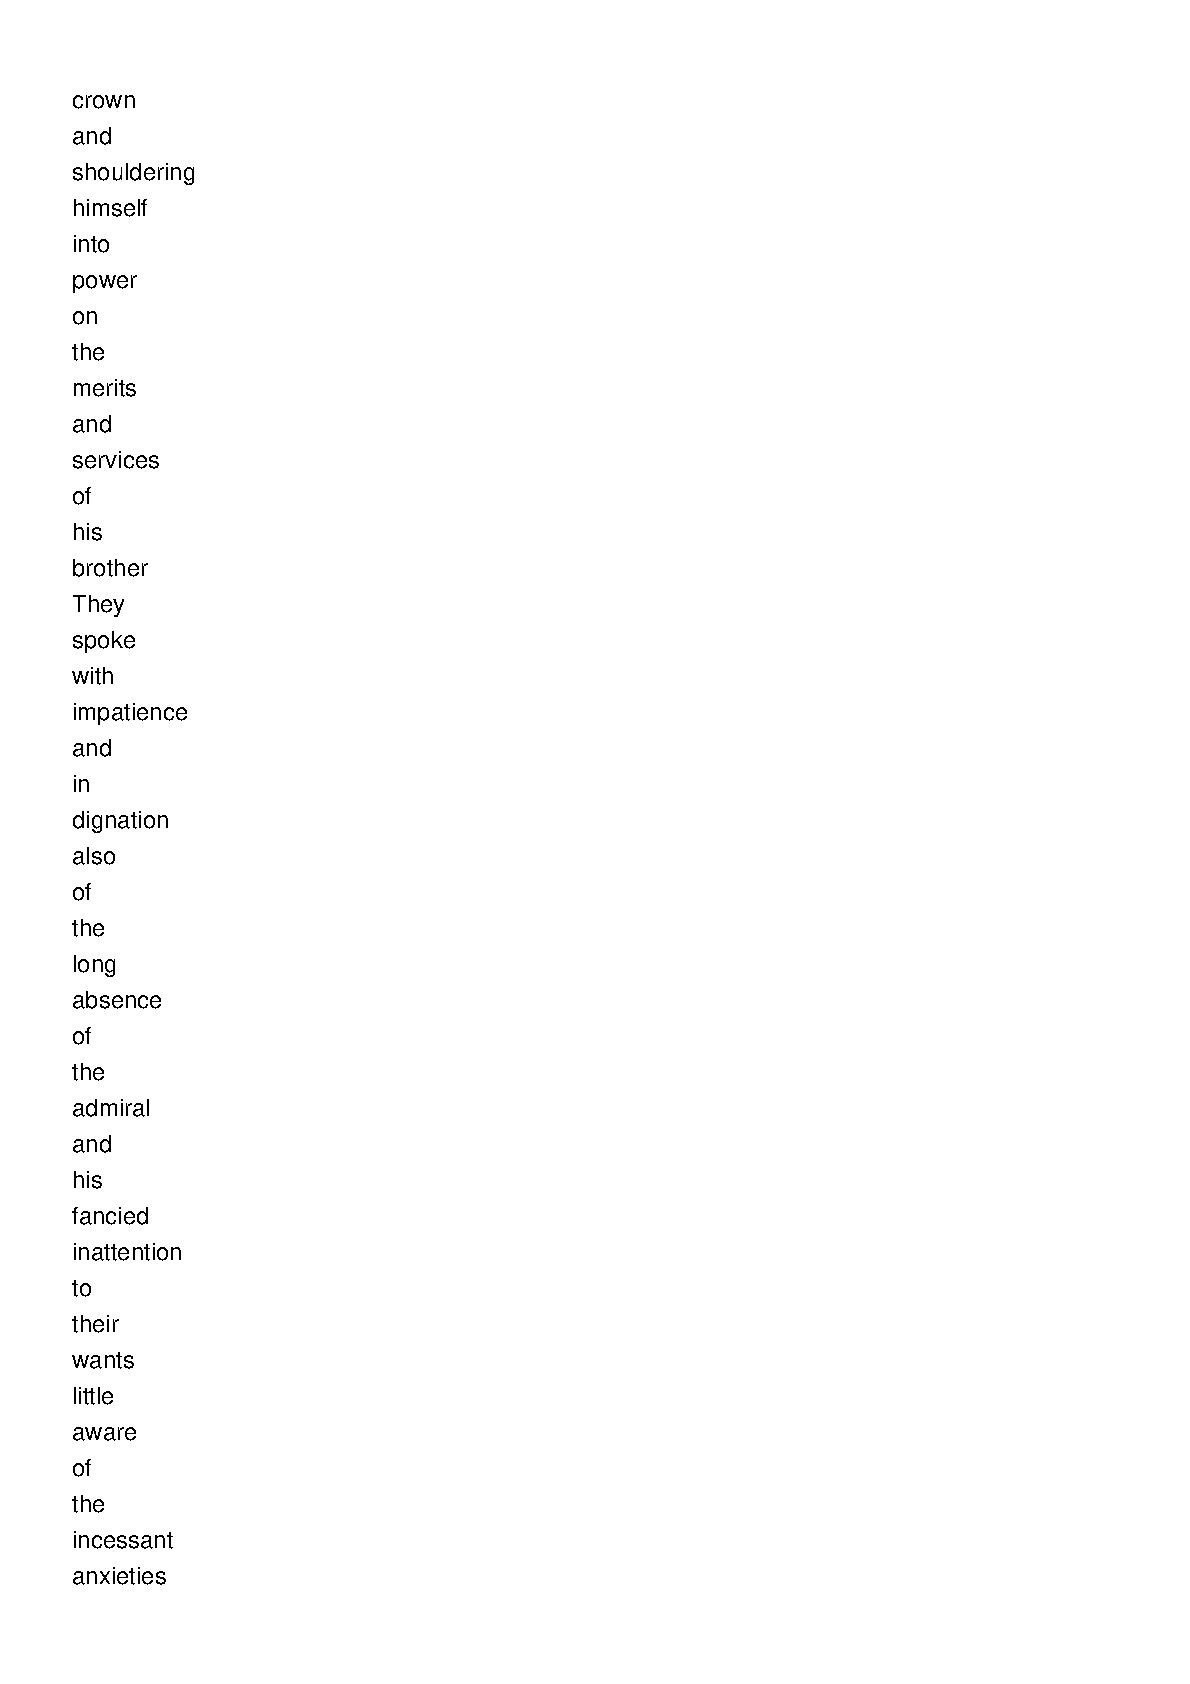 crown
and
shouldering
himself
into
power
on
the
merits
and
services
of
his
brother
They
spoke
with
impatience
and
in
dignation
also
of
the
long
absence
of
the
admiral
and
his
fancied
inattention
to
their
wants
little
aware
of
the
incessant
anxieties